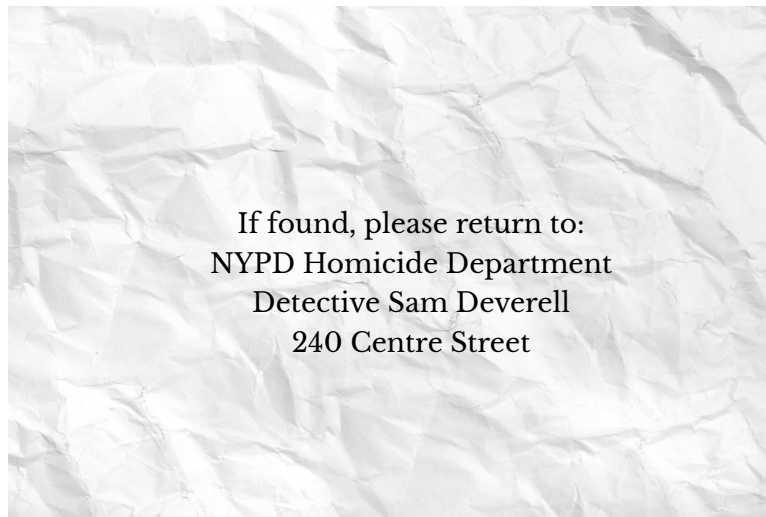 If found, please return to:
NYPD Homicide Department
Detective Sam Deverell
240 Centre Street